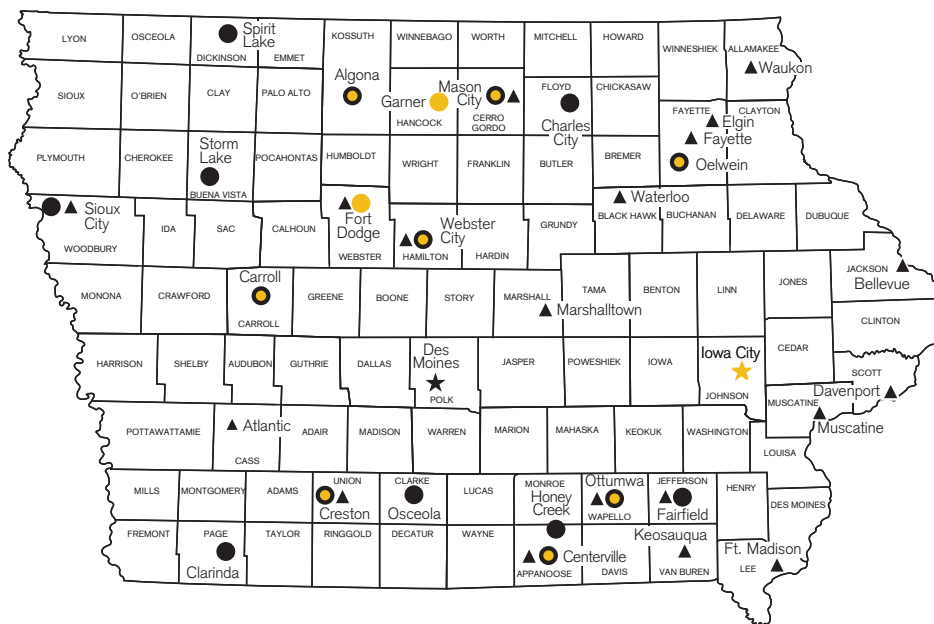 LYON
OSCEOLA
Spirit
Lake
DICKINSON
EMMET
KOSSUTH
WINNEBAGO
WORTH
MITCHELL
HOWARD
WINNESHIEK
ALLAMAKEE
Waukon
SIOUX
O'BRIEN
CLAY
PALO ALTO
Algona
Garner
HANCOCK
Mason
City
CERRO
GORDO
FLOYD
Charles
City
CHICKASAW
FAYETTE
CLAYTON
Elgin
Fayette
Oelwein
PLYMOUTH
CHEROKEE
Storm
Lake
BUENA VISTA
POCAHONTAS
HUMBOLDT
WRIGHT
FRANKLIN
BUTLER
BREMER
Sioux
City
WOODBURY
IDA
SAC
CALHOUN
Fort
Dodge
WEBSTER
Webster
City
HAMILTON
HARDIN
GRUNDY
Waterloo
BLACK HAWK
BUCHANAN
DELAWARE
DUBUQUE
MONONA
CRAWFORD
Carroll
CARROLL
GREENE
BOONE
STORY
MARSHALL
Marshalltown
TAMA
BENTON
LINN
JONES
JACKSON
Bellevue
CLINTON
HARRISON
SHELBY
AUDUBON
GUTHRIE
DALLAS
Des
Moines
POLK
JASPER
POWESHIEK
IOWA
Iowa City
JOHNSON
CEDAR
SCOTT
Davenport
MUSCATINE
Muscatine
POTTAWATTAMIE
Atlantic
CASS
ADAIR
MADISON
WARREN
MARION
MAHASKA
KEOKUK
WASHINGTON
LOUISA
MILLS
MONTGOMERY
ADAMS
UNION
Creston
CLARKE
Osceola
LUCAS
MONROE
Honey
Creek
Ottumwa
WAPELLO
JEFFERSON
Fairfield
HENRY
DES MOINES
FREMONT
PAGE
Clarinda
TAYLOR
RINGGOLD
DECATUR
WAYNE
Centerville
APPANOOSE
DAVIS
Keosauqua
VAN BUREN
Ft. Madison
LEE